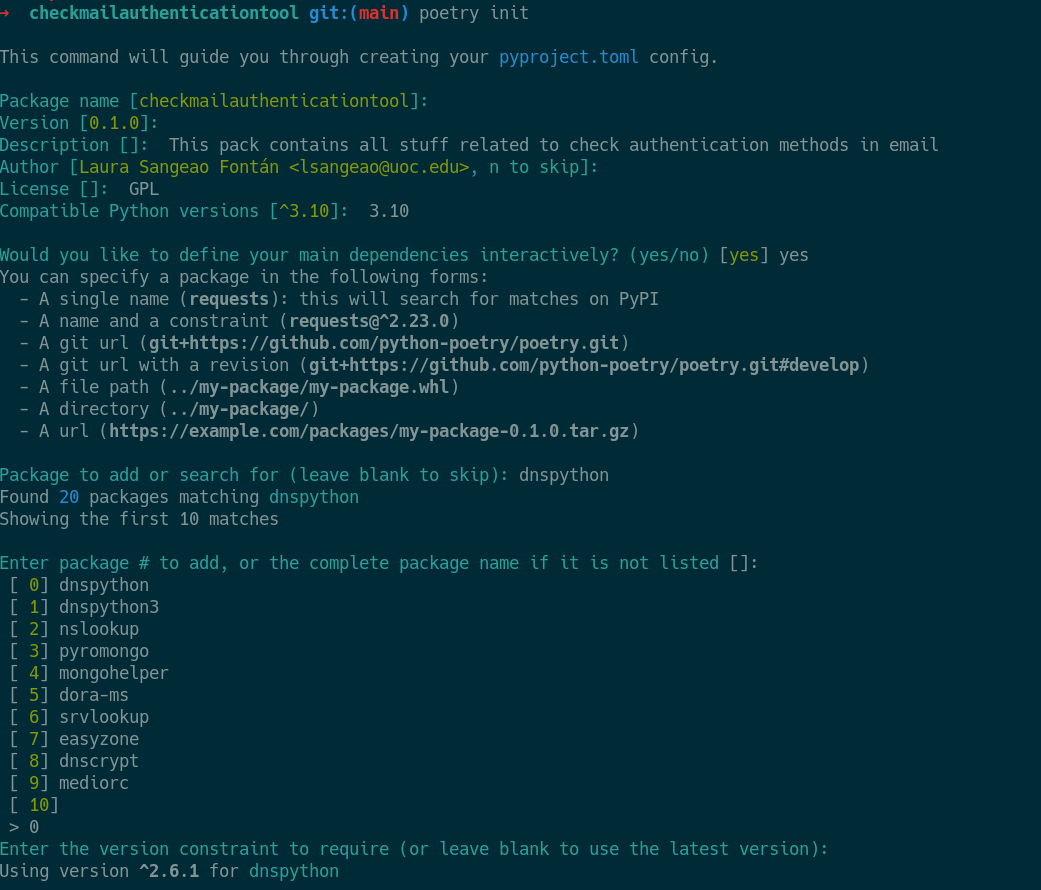 → checkmailauthenticationtool git:(main) poetry init
This command will guide you through creating your pyproject.toml config.
Package name [checkmailauthenticationtool]:
Version [0.1.0]:
Description []:  This pack contains all stuff related to check authentication methods in email
Author [Laura Sangeao Fontán <lsangeao@uoc.edu>, n to skip]:
License []:  GPL
Compatible Python versions [^3.10]:  3.10
Would you like to define your main dependencies interactively? (yes/no) [yes] yes
You can specify a package in the following forms:
- A single name (requests): this will search for matches on PyPI
- A name and a constraint (requests@^2.23.0)
- A git url (git+https://github.com/python-poetry/poetry.git)
- A git url with a revision (git+https://github.com/python-poetry/poetry.git#develop)
- A file path (../my-package/my-package.whl)
- A directory (../my-package/)
- A url (https://example.com/packages/my-package-0.1.0.tar.gz)
Package to add or search for (leave blank to skip): dnspython
Found 20 packages matching dnspython
Showing the first 10 matches
Enter package # to add, or the complete package name if it is not listed []:
[ 0] dnspython
[ 1] dnspython3
[ 2] nslookup
[ 3] pyromongo
[ 4] mongohelper
[ 5] dora-ms
[ 6] srvlookup
[ 7] easyzone
[ 8] dnscrypt
[ 9] mediorc
[ 10]
> 0
Enter the version constraint to require (or leave blank to use the latest version):
Using version ^2.6.1 for dnspython